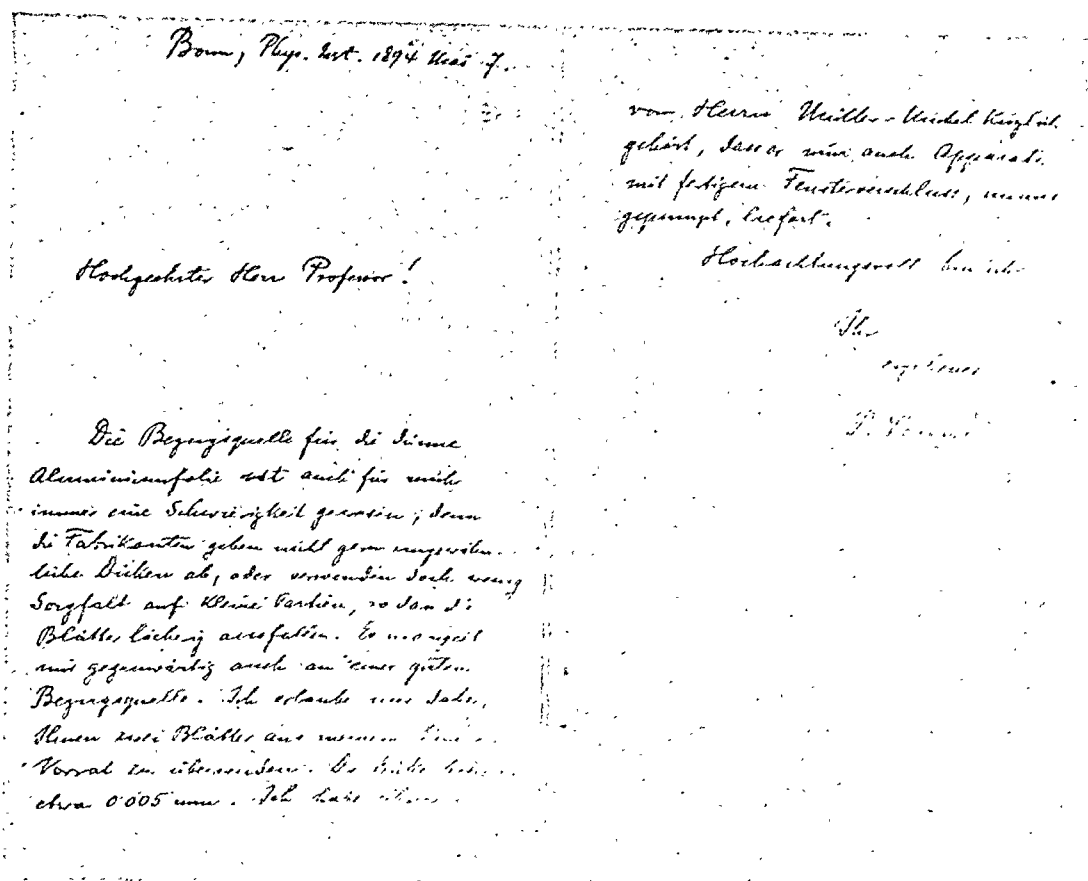 Bonn, Phys. Inst. 1894 Mai 7.
Hochgeehrter Herr Professor!
Die Bezugsquelle für die dünne
Aluminiumfolie ist auch für mich
immer eine Schwierigkeit gewesen; denn
die Fabrikanten geben nicht gern ungewöhn-
liche Dicken ab, oder verwenden doch wenig
Sorgfalt auf kleine Partien, so dass die
Blätter löcherig ausfallen. Es mangelt
mir gegenwärtig auch an einer guten
Bezugsquelle. Ich erlaube mir daher,
Ihnen zwei Blätter aus meinem
Vorrat zu übersenden. Die Dicke
etwa 0.005 mm. Ich habe
von Herrn Müller-Unkel kürzlich
gehört, dass er nun auch Apparate
mit fertigem Fensterverschluss,
gepumpt, liefert.
Hochachtungsvoll bin ich
Ihr
ergebener
P. Lenard